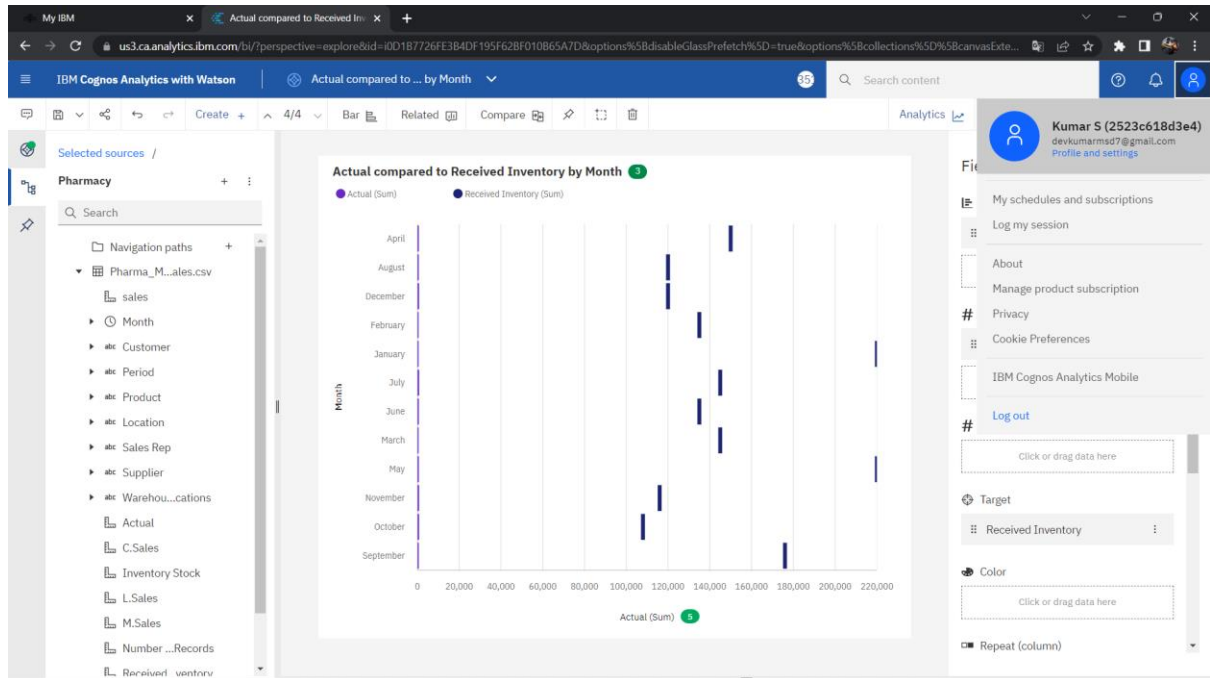 My IBM
Actual compared to Received Inv
us3.ca.analytics.ibm.com/bi/?perspective=explore&id=i0D1B7726FE3B4DF195F62BF010B65A7D&options%5BdisableGlassPrefetch%5D=true&options%5Bcollections%5D%5BcanvasExte...
IBM Cognos Analytics with Watson
Actual compared to ... by Month
35
Search content
Create +
4/4
Bar
Related
Compare
Analytics
Selected sources /
Pharmacy
Search
Navigation paths
Pharma_M...ales.csv
sales
Month
abc Customer
abc Period
abc Product
abc Location
abc Sales Rep
abc Supplier
abc Warehou...cations
Actual
C.Sales
Inventory Stock
L.Sales
M.Sales
Number ...Records
Received ventory
Actual compared to Received Inventory by Month 3
Actual (Sum)
Received Inventory (Sum)
Month
April
August
December
February
January
July
June
March
May
November
October
September
0 20,000 40,000 60,000 80,000 100,000 120,000 140,000 160,000 180,000 200,000 220,000
Actual (Sum) 5
Fie
#
#
Click or drag data here
Target
Received Inventory
Color
Click or drag data here
Repeat (column)
Kumar S (2523c618d3e4)
devkumarmsd7@gmail.com
Profile and settings
My schedules and subscriptions
Log my session
About
Manage product subscription
Privacy
Cookie Preferences
IBM Cognos Analytics Mobile
Log out